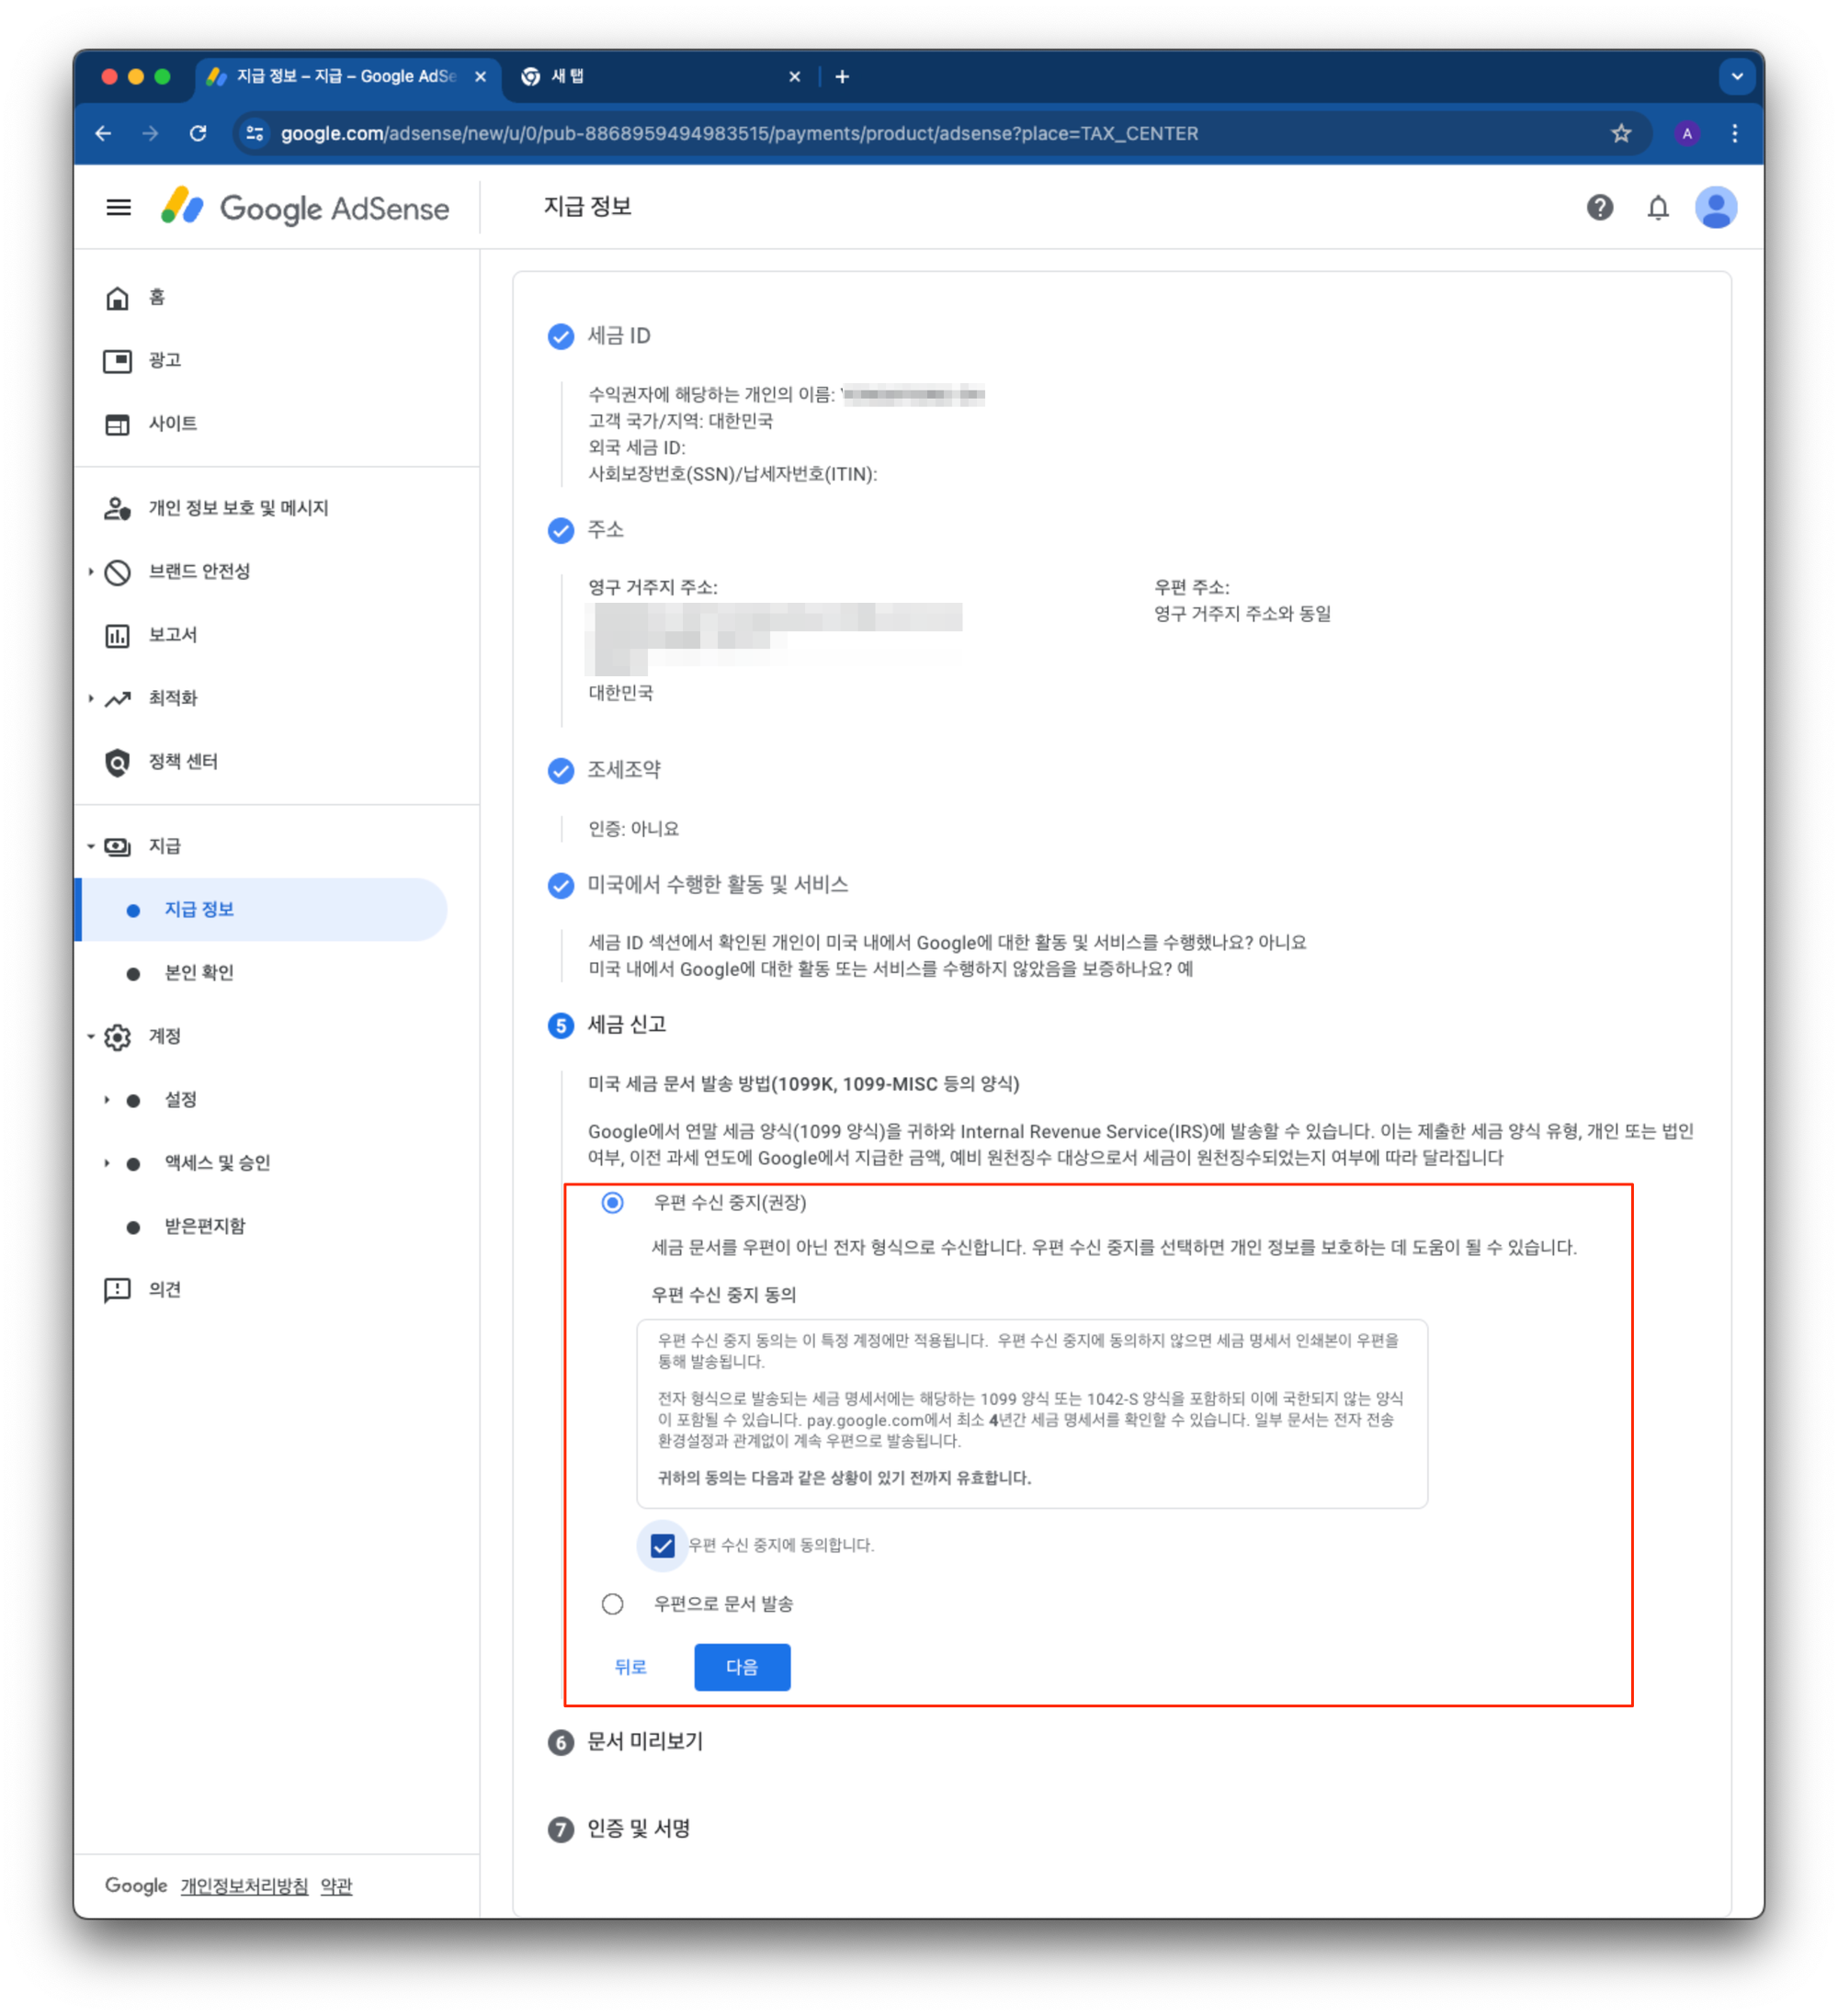 지급 정보 – 지급 – Google AdSe
새 탭
google.com/adsense/new/u/0/pub-8868959494983515/payments/product/adsense?place=TAX_CENTER
A
Google AdSense
지급 정보
홈
광고
사이트
개인 정보 보호 및 메시지
브랜드 안전성
보고서
최적화
정책 센터
지급
지급 정보
본인 확인
계정
설정
액세스 및 승인
받은편지함
의견
Google 개인정보처리방침 약관
세금 ID
수익권자에 해당하는 개인의 이름:
고객 국가/지역: 대한민국
외국 세금 ID:
사회보장번호(SSN)/납세자번호(ITIN):
주소
영구 거주지 주소:
대한민국
우편 주소:
영구 거주지 주소와 동일
조세조약
인증: 아니요
미국에서 수행한 활동 및 서비스
세금 ID 섹션에서 확인된 개인이 미국 내에서 Google에 대한 활동 및 서비스를 수행했나요? 아니요
미국 내에서 Google에 대한 활동 또는 서비스를 수행하지 않았음을 보증하나요? 예
5 세금 신고
미국 세금 문서 발송 방법(1099K, 1099-MISC 등의 양식)
Google에서 연말 세금 양식(1099 양식)을 귀하와 Internal Revenue Service(IRS)에 발송할 수 있습니다. 이는 제출한 세금 양식 유형, 개인 또는 법인
여부, 이전 과세 연도에 Google에서 지급한 금액, 예비 원천징수 대상으로서 세금이 원천징수되었는지 여부에 따라 달라집니다
우편 수신 중지(권장)
세금 문서를 우편이 아닌 전자 형식으로 수신합니다. 우편 수신 중지를 선택하면 개인 정보를 보호하는 데 도움이 될 수 있습니다.
우편 수신 중지 동의
우편 수신 중지 동의는 이 특정 계정에만 적용됩니다. 우편 수신 중지에 동의하지 않으면 세금 명세서 인쇄본이 우편을
통해 발송됩니다.
전자 형식으로 발송되는 세금 명세서에는 해당하는 1099 양식 또는 1042-S 양식을 포함하되 이에 국한되지 않는 양식
이 포함될 수 있습니다. pay.google.com에서 최소 4년간 세금 명세서를 확인할 수 있습니다. 일부 문서는 전자 전송
환경설정과 관계없이 계속 우편으로 발송됩니다.
귀하의 동의는 다음과 같은 상황이 있기 전까지 유효합니다.
우편 수신 중지에 동의합니다.
우편으로 문서 발송
뒤로
다음
6 문서 미리보기
7 인증 및 서명